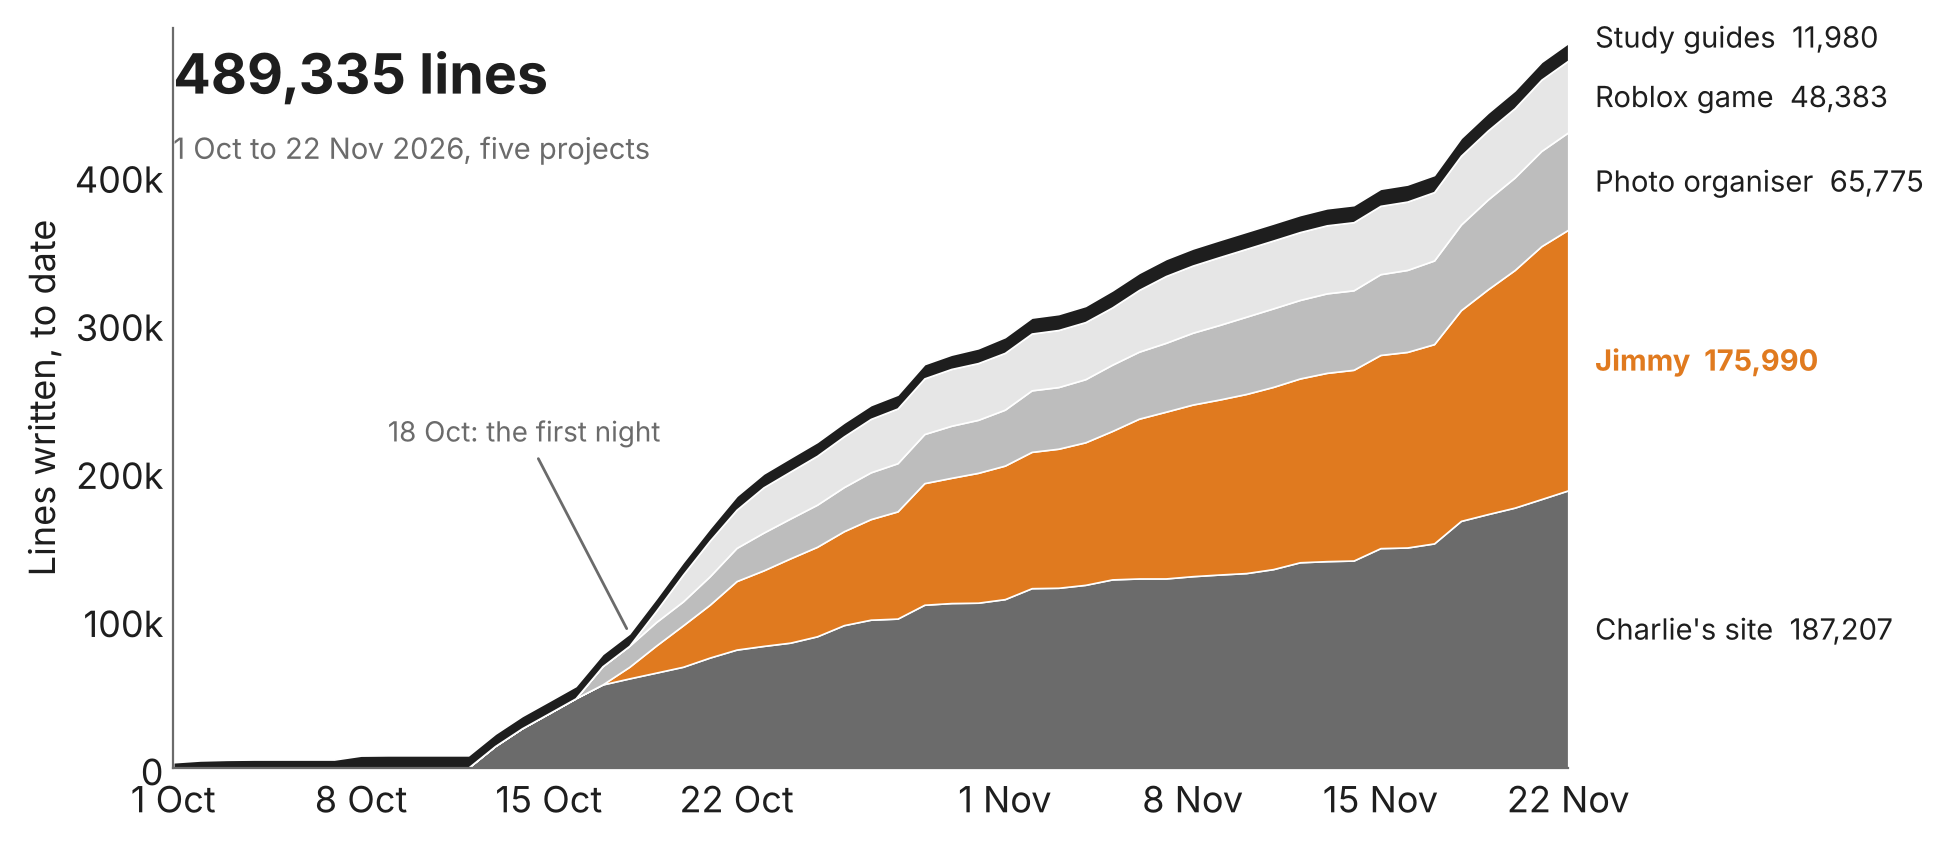 489,335 lines
1 Oct to 22 Nov 2026, five projects
Lines written, to date
400k
300k
200k
100k
0
18 Oct: the first night
Study guides 11,980
Roblox game 48,383
Photo organiser 65,775
Jimmy 175,990
Charlie's site 187,207
1 Oct 8 Oct 15 Oct 22 Oct 1 Nov 8 Nov 15 Nov 22 Nov